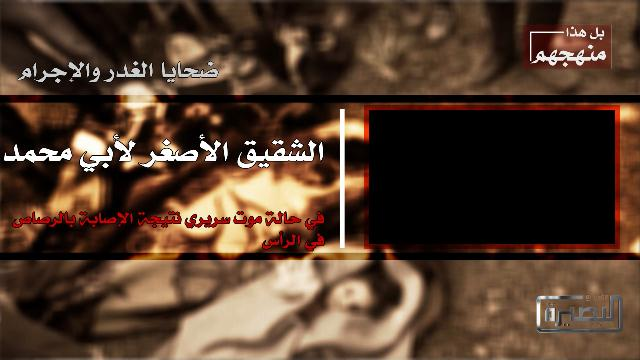 بل هذا
منهجهم
ضحايا الغدر والإجرام
الشقيق الأصغر لأبي محمد
في حالة موت سريري نتيجة الإصابة بالرصاص
في الرأس
البصيرة